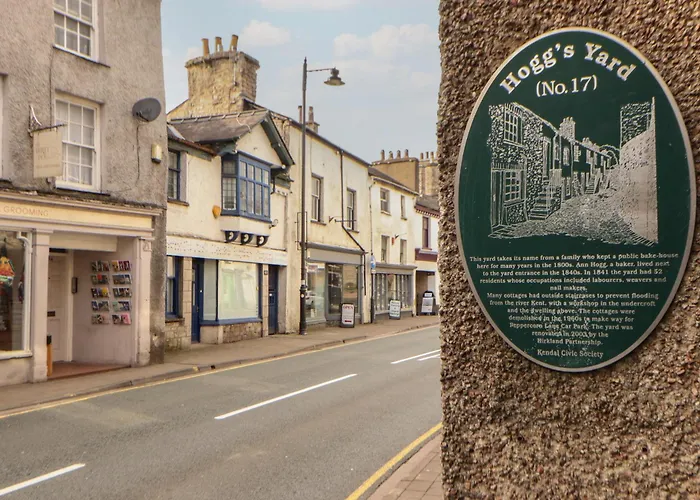 GROOMING
Hogg's Yard
(No. 17)
This yard takes its name from a family who kept a public bake-house
here for many years in the 1800s. Ann Hogg, a baker, lived next
to the yard entrance in the 1840s. In 1841 the yard had 52
residents whose occupations included labourers, weavers and
nail makers.
Many cottages had outside staircases to prevent flooding
from the river Kent, with a workshop in the undercroft
and the dwelling above. The cottages were
demolished in the 1960s to make way for
Peppercorn Lane Car Park. The yard was
renovated in 2003 by the
Kirkland Partnership.
Kendal Civic Society